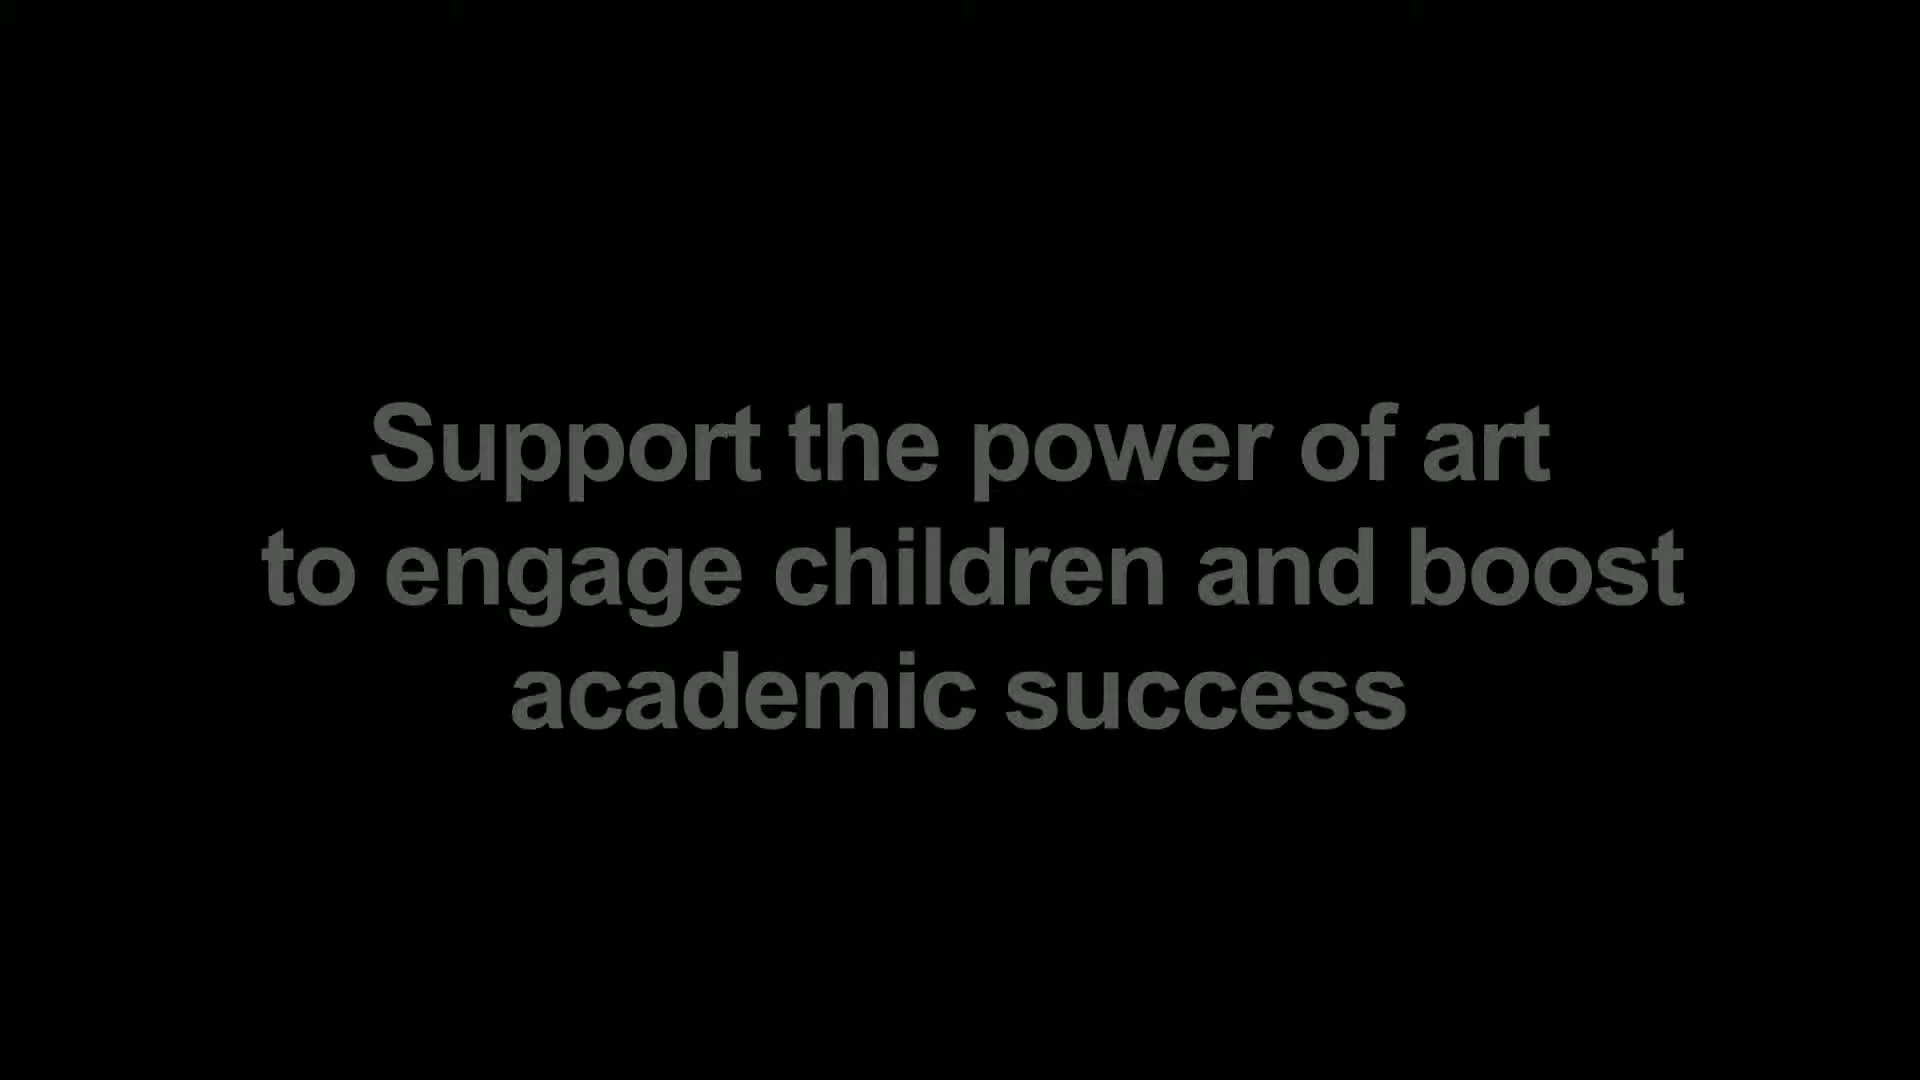 Support the power of art
to engage children and boost
academic success